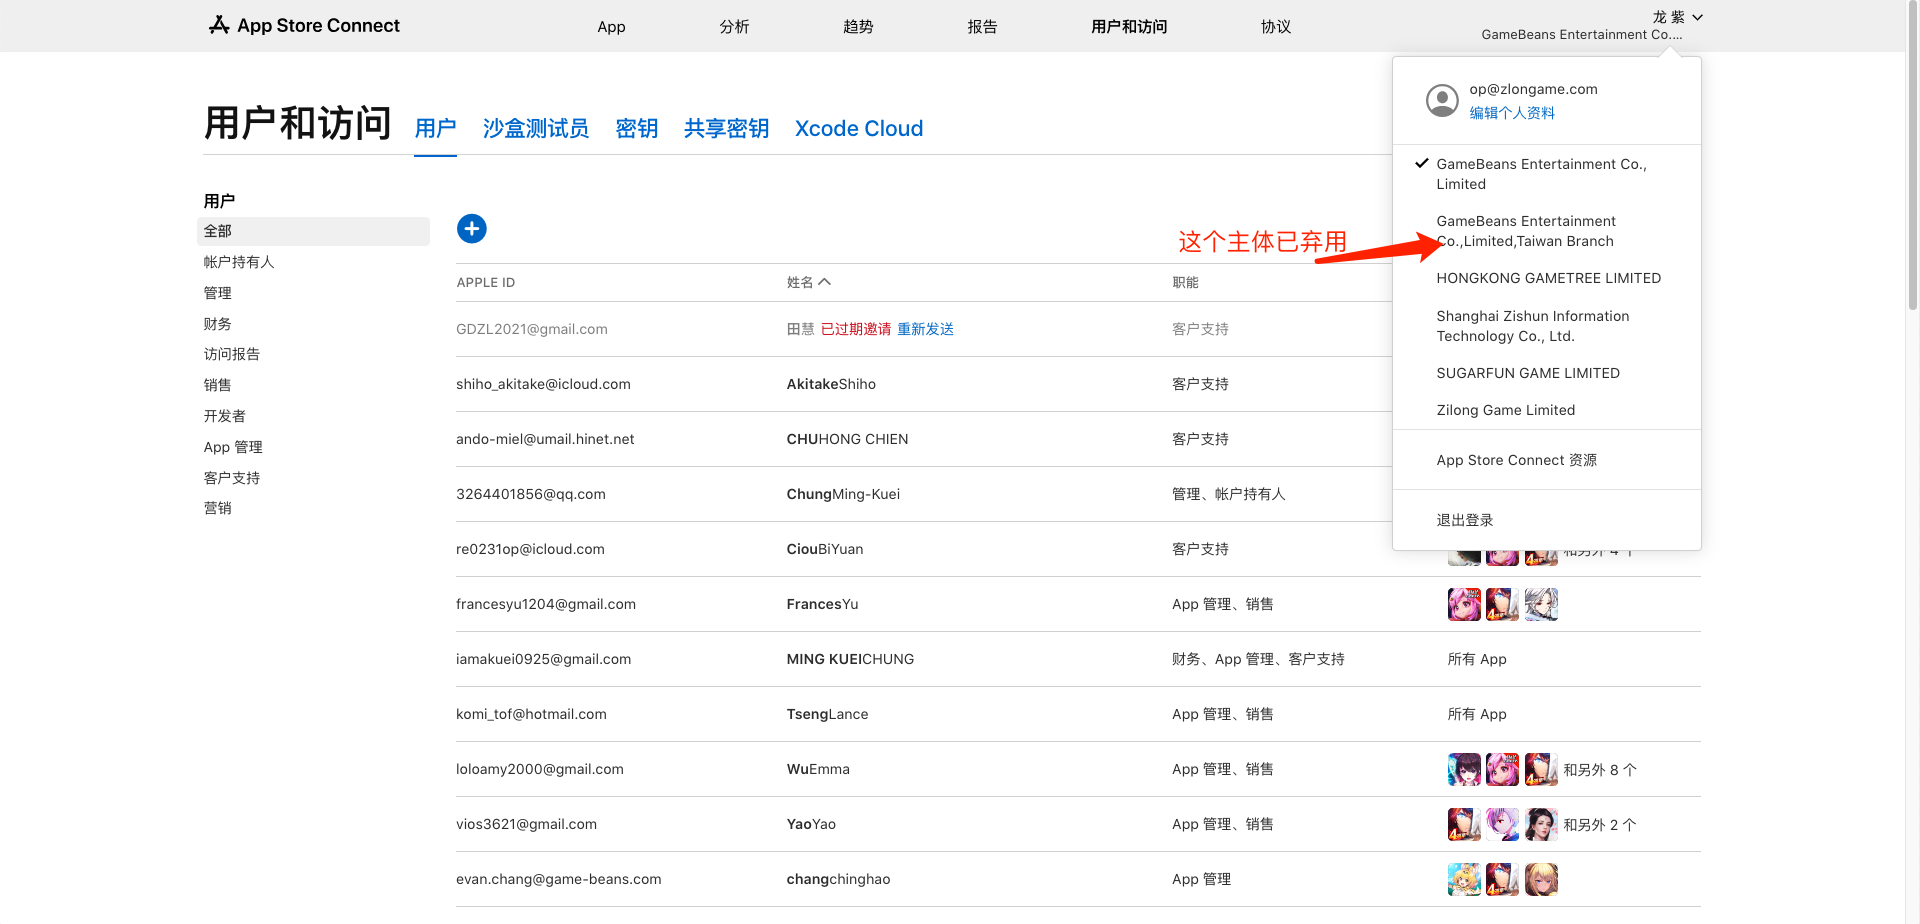 App Store Connect
App
分析
趋势
报告
用户和访问
协议
龙 紫
GameBeans Entertainment Co....
用户和访问
用户
沙盒测试员
密钥
共享密钥
Xcode Cloud
op@zlongame.com
编辑个人资料
GameBeans Entertainment Co.,
Limited
GameBeans Entertainment
Co.,Limited,Taiwan Branch
HONGKONG GAMETREE LIMITED
Shanghai Zishun Information
Technology Co., Ltd.
SUGARFUN GAME LIMITED
Zilong Game Limited
App Store Connect 资源
退出登录
这个主体已弃用
用户
全部
帐户持有人
管理
财务
访问报告
销售
开发者
App 管理
客户支持
营销
APPLE ID 姓名 职能
GDZL2021@gmail.com 田慧 已过期邀请 重新发送 客户支持
shiho_akitake@icloud.com AkitakeShiho 客户支持
ando-miel@umail.hinet.net CHUHONG CHIEN 客户支持
3264401856@qq.com ChungMing-Kuei 管理、帐户持有人
re0231op@icloud.com CiouBiYuan 客户支持 和另外 4 个
francesyu1204@gmail.com FrancesYu App 管理、销售
iamakuei0925@gmail.com MING KUEICHUNG 财务、App 管理、客户支持 所有 App
komi_tof@hotmail.com TsengLance App 管理、销售 所有 App
loloamy2000@gmail.com WuEmma App 管理、销售 和另外 8 个
vios3621@gmail.com YaoYao App 管理、销售 和另外 2 个
evan.chang@game-beans.com changchinghao App 管理